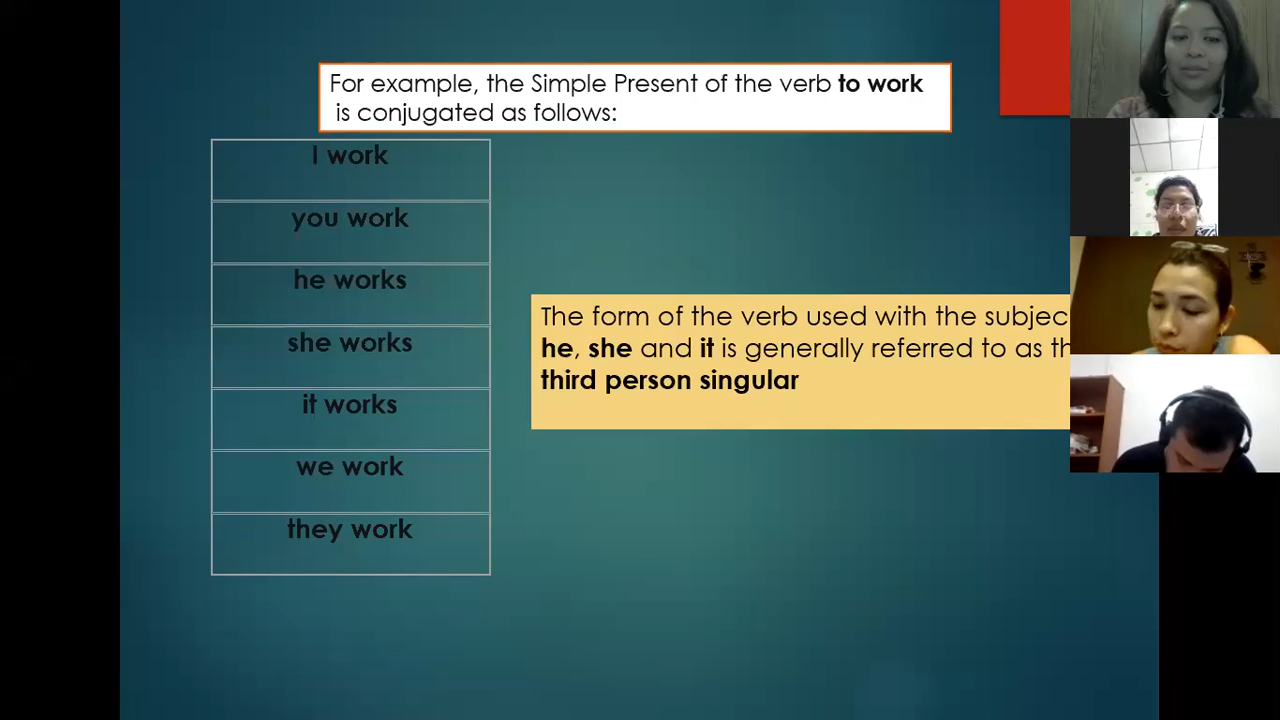 For example, the Simple Present of the verb to work
is conjugated as follows:
I work
you work
he works
she works
it works
we work
they work
The form of the verb used with the subjec
he, she and it is generally referred to as th
third person singular